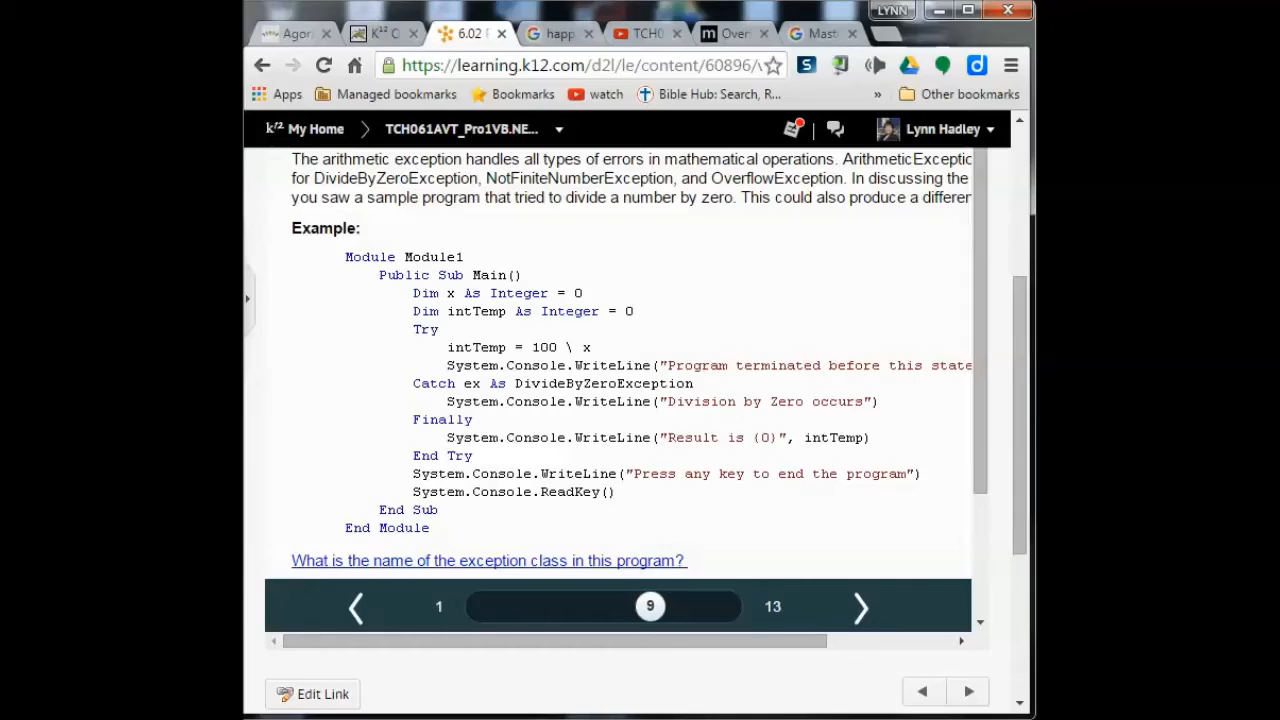 LYNN
Agor
K¹² C
6.02 F
happ
TCH0
Over
Mast
https://learning.k12.com/d2l/le/content/60896/v
Apps Managed bookmarks Bookmarks watch Bible Hub: Search, R... » Other bookmarks
k¹² My Home TCH061AVT_Pro1VB.NE... Lynn Hadley
The arithmetic exception handles all types of errors in mathematical operations. ArithmeticExceptic
for DivideByZeroException, NotFiniteNumberException, and OverflowException. In discussing the
you saw a sample program that tried to divide a number by zero. This could also produce a differer
Example:
Module Module1
Public Sub Main()
Dim x As Integer = 0
Dim intTemp As Integer = 0
Try
intTemp = 100 \ x
System.Console.WriteLine("Program terminated before this state
Catch ex As DivideByZeroException
System.Console.WriteLine("Division by Zero occurs")
Finally
System.Console.WriteLine("Result is {0}", intTemp)
End Try
System.Console.WriteLine("Press any key to end the program")
System.Console.ReadKey()
End Sub
End Module
What is the name of the exception class in this program?
1 9 13
Edit Link